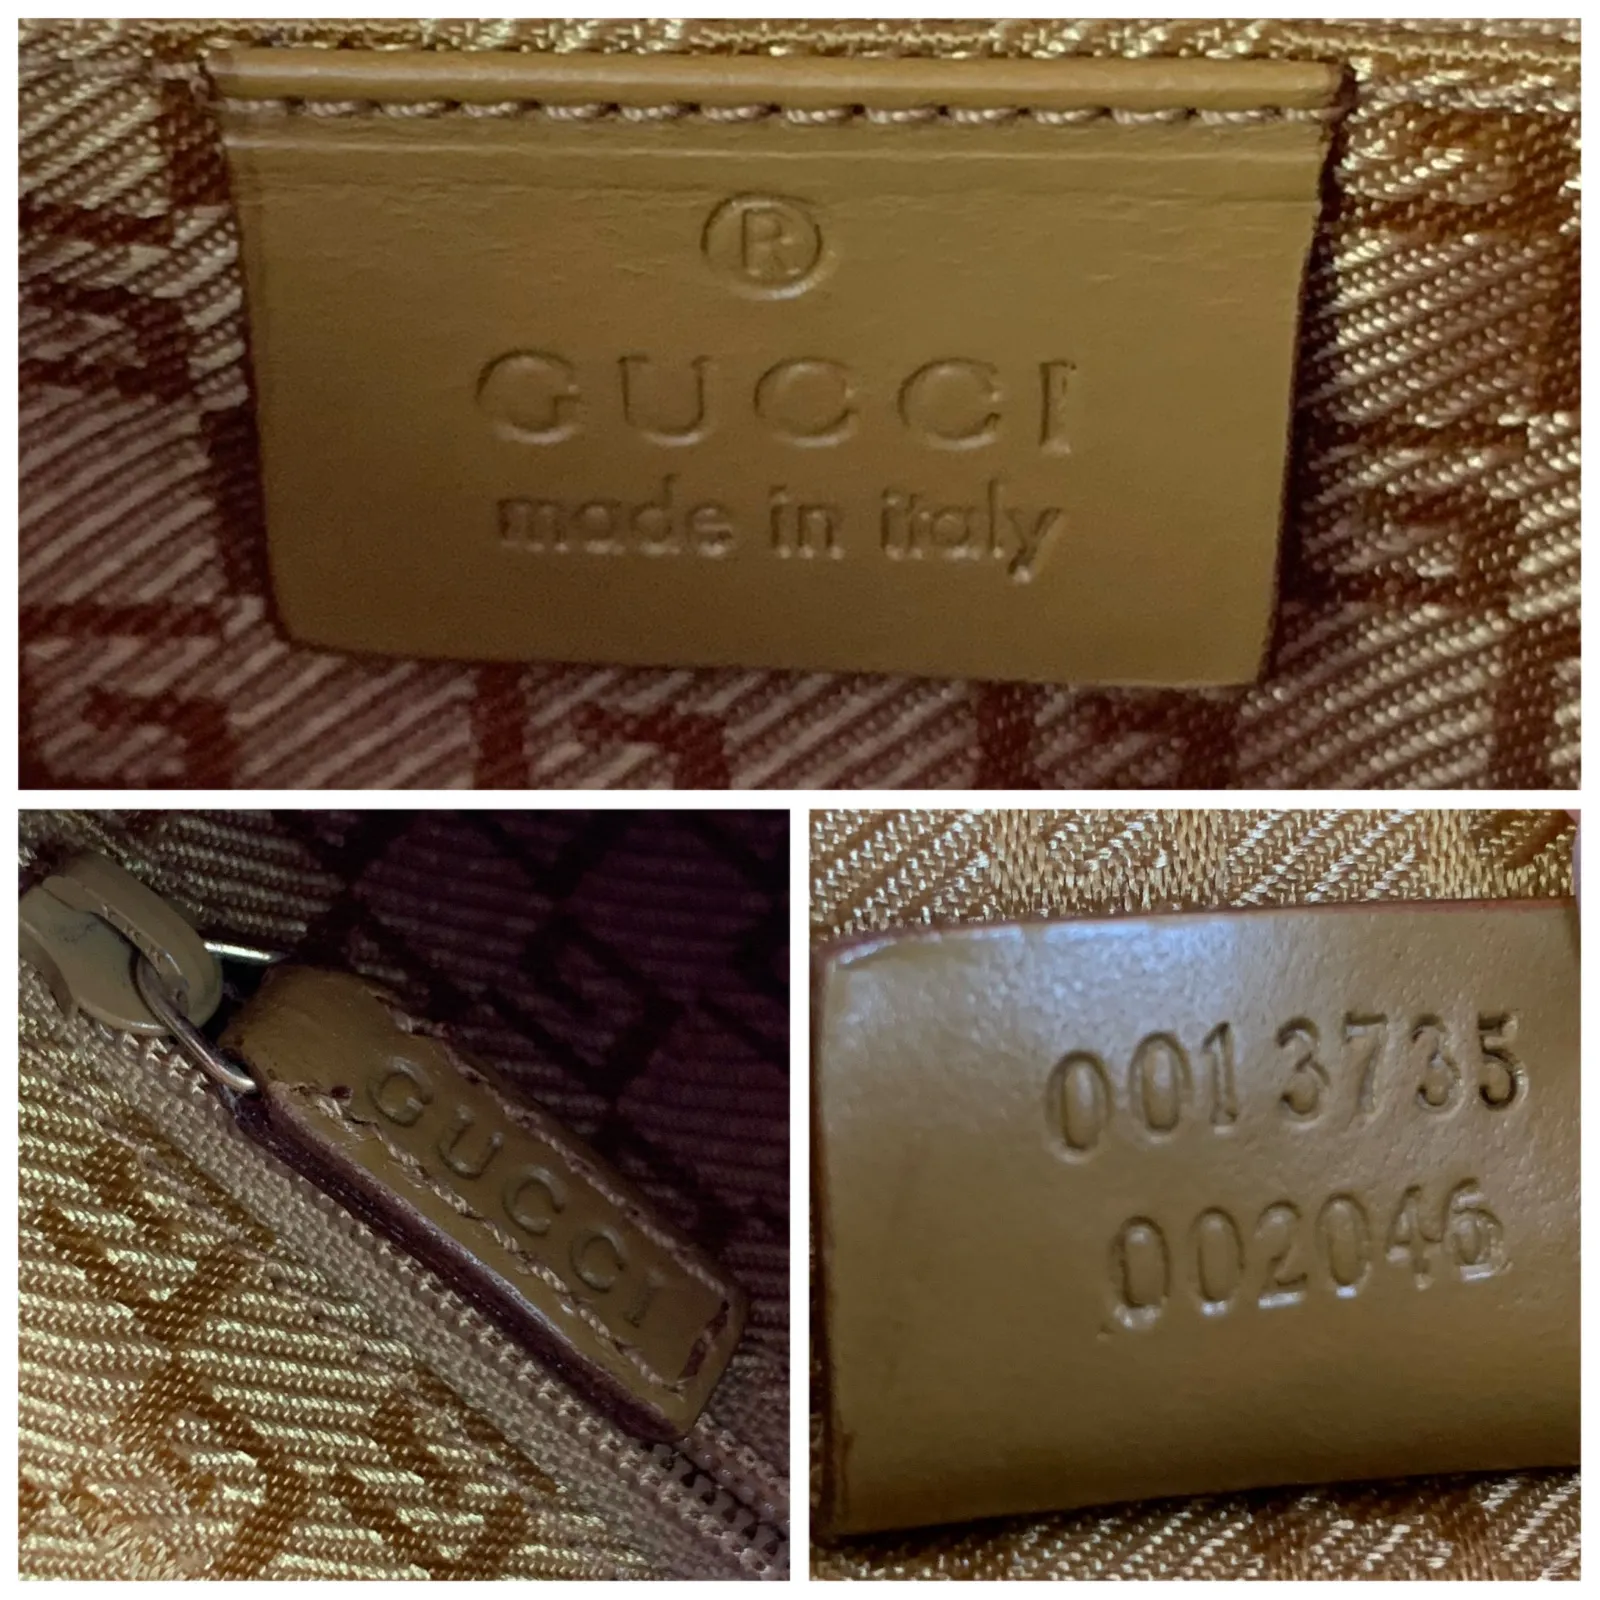 ®
GUCCI
made in italy
GUCCI
001 3735
002046